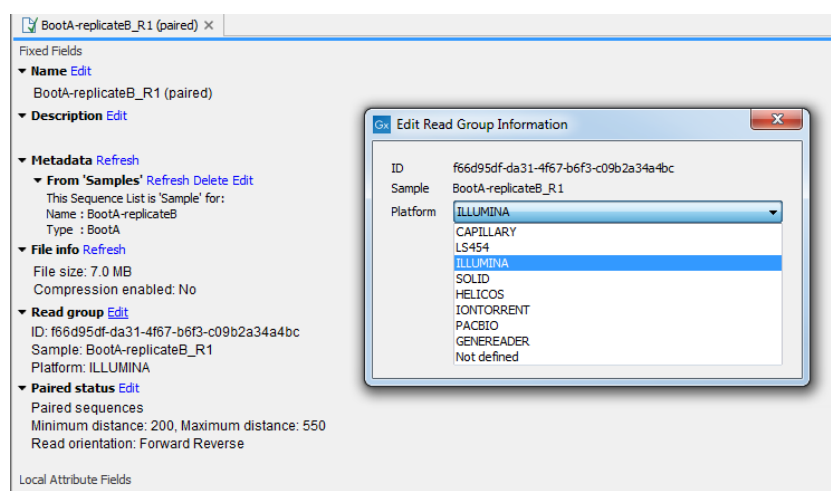 BootA-replicateB_R1 (paired)
Fixed Fields
Name Edit
BootA-replicateB_R1 (paired)
Description Edit
Metadata Refresh
From 'Samples' Refresh Delete Edit
This Sequence List is 'Sample' for:
Name : BootA-replicateB
Type : BootA
File info Refresh
File size: 7.0 MB
Compression enabled: No
Read group Edit
ID: f66d95df-da31-4f67-b6f3-c09b2a34a4bc
Sample: BootA-replicateB_R1
Platform: ILLUMINA
Paired status Edit
Paired sequences
Minimum distance: 200, Maximum distance: 550
Read orientation: Forward Reverse
Local Attribute Fields
Gx Edit Read Group Information
ID f66d95df-da31-4f67-b6f3-c09b2a34a4bc
Sample BootA-replicateB_R1
Platform ILLUMINA
CAPILLARY
LS454
ILLUMINA
SOLID
HELICOS
IONTORRENT
PACBIO
GENEREADER
Not defined